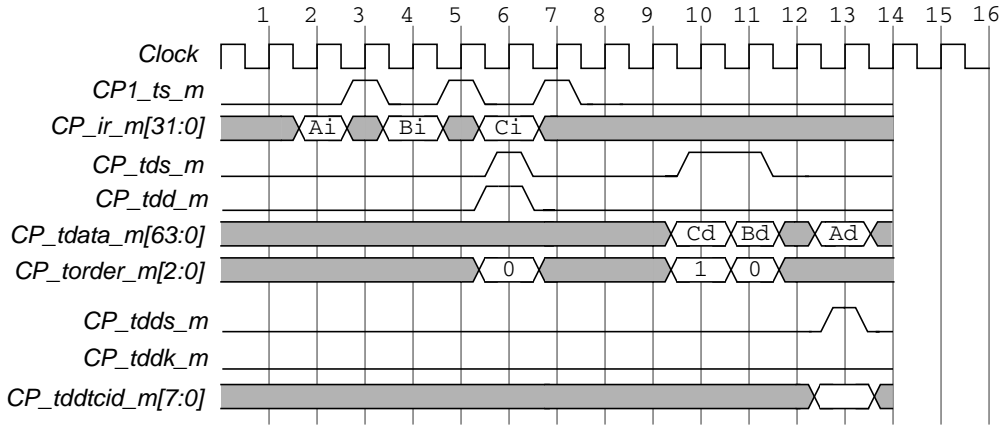 1 2 3 4 5 6 7 8 9 10 11 12 13 14 15 16
Clock
CP1_ts_m
CP_ir_m[31:0] Ai Bi Ci
CP_tds_m
CP_tdd_m
CP_tdata_m[63:0] Cd Bd Ad
CP_torder_m[2:0] 0 1 0
CP_tdds_m
CP_tddk_m
CP_tddtcid_m[7:0]